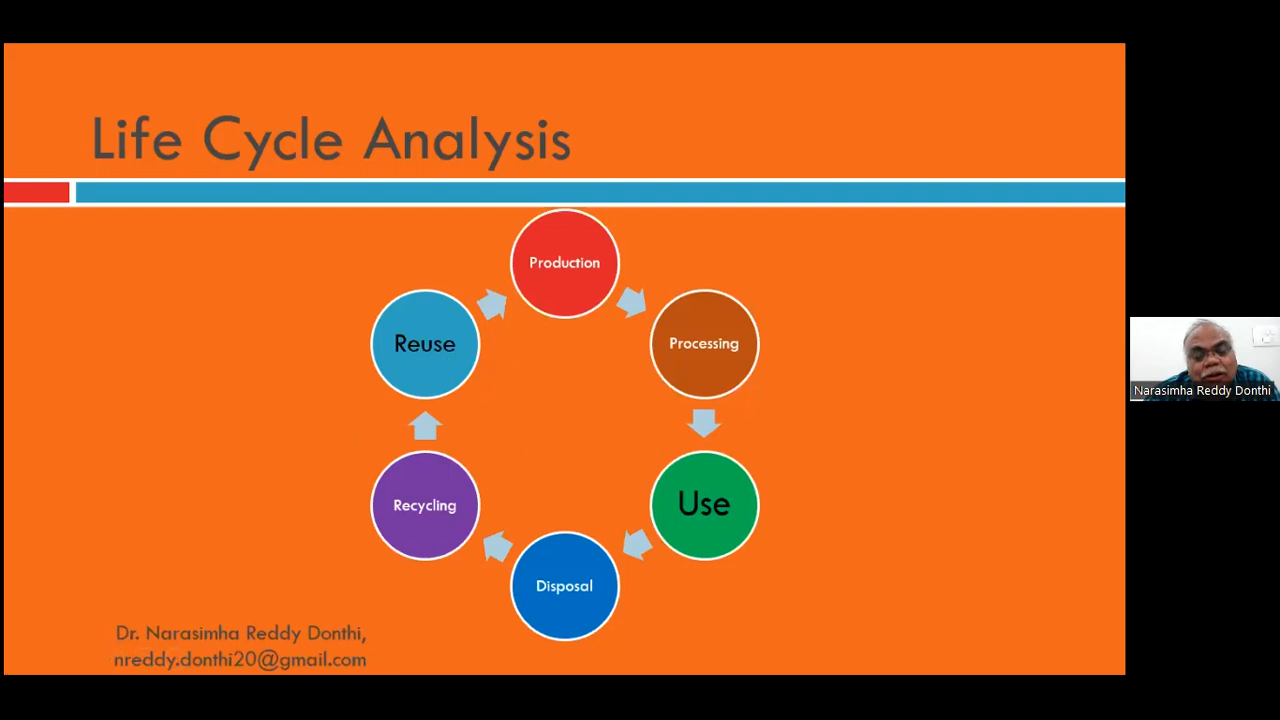 Life Cycle Analysis
Production
Processing
Use
Disposal
Recycling
Reuse
Dr. Narasimha Reddy Donthi,
nreddy.donthi20@gmail.com
Narasimha Reddy Donthi